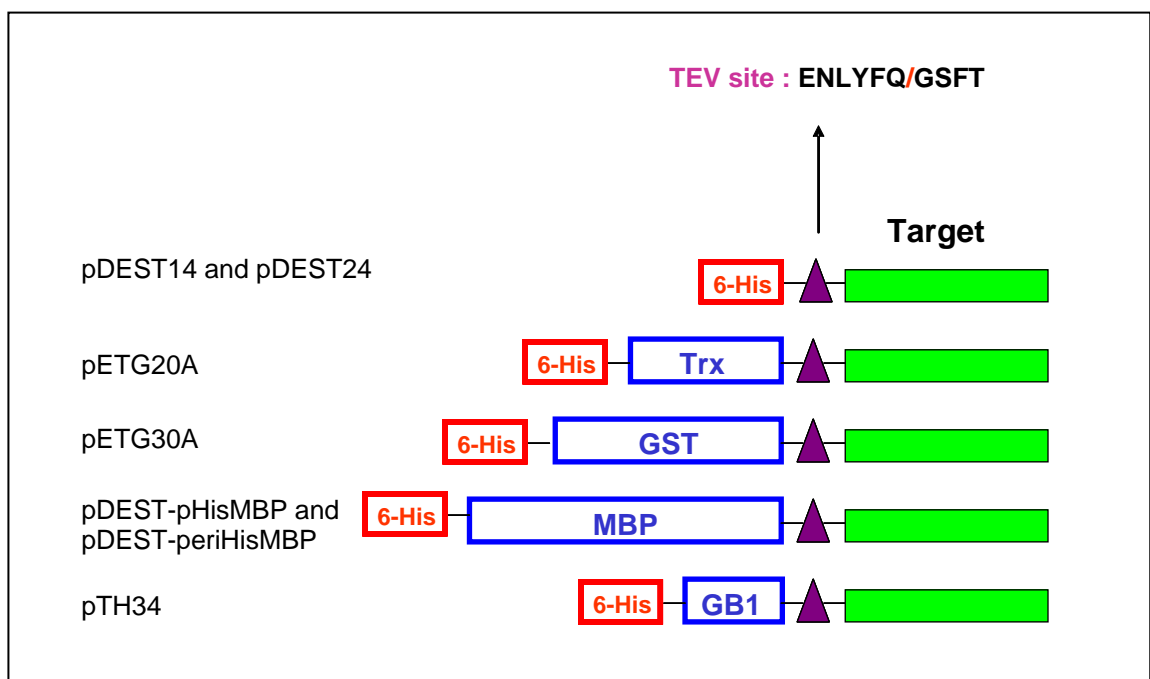 TEV site : ENLYFQ/GSFT
Target
pDEST14 and pDEST24
6-His
pETG20A
6-His
Trx
pETG30A
6-His
GST
pDEST-pHisMBP and
pDEST-periHisMBP
6-His
MBP
pTH34
6-His
GB1